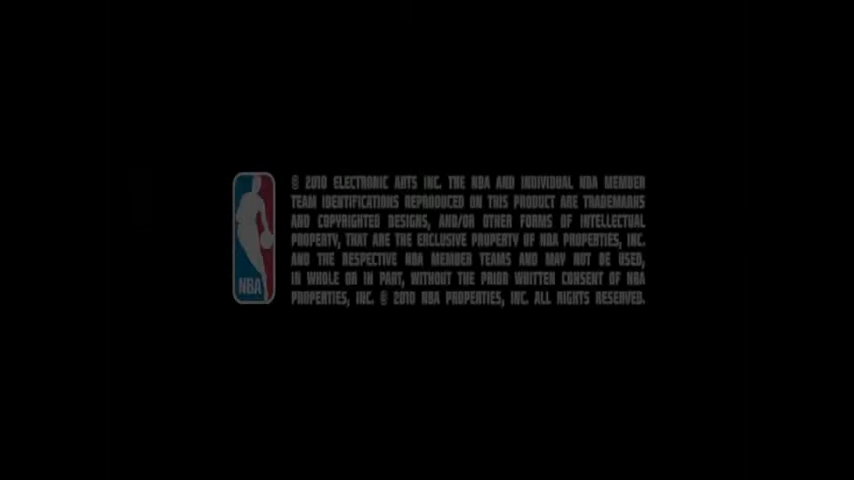 NBA
© 2010 ELECTRONIC ARTS INC. THE NBA AND INDIVIDUAL NBA MEMBER
TEAM IDENTIFICATIONS REPRODUCED ON THIS PRODUCT ARE TRADEMARKS
AND COPYRIGHTED DESIGNS, AND/OR OTHER FORMS OF INTELLECTUAL
PROPERTY, THAT ARE THE EXCLUSIVE PROPERTY OF NBA PROPERTIES, INC.
AND THE RESPECTIVE NBA MEMBER TEAMS AND MAY NOT BE USED,
IN WHOLE OR IN PART, WITHOUT THE PRIOR WRITTEN CONSENT OF NBA
PROPERTIES, INC. © 2010 NBA PROPERTIES, INC. ALL RIGHTS RESERVED.